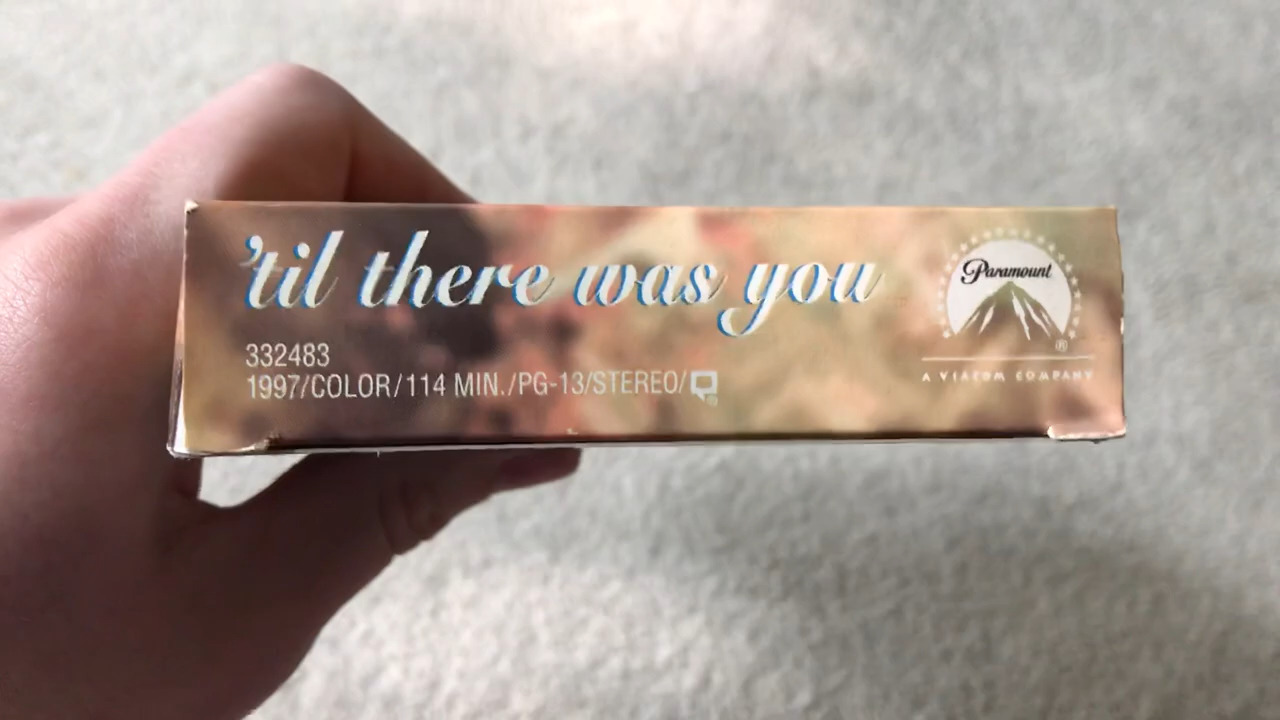 'til there was you
332483
1997/COLOR/114 MIN./PG-13/STEREO/
Paramount
®
A VIACOM COMPANY